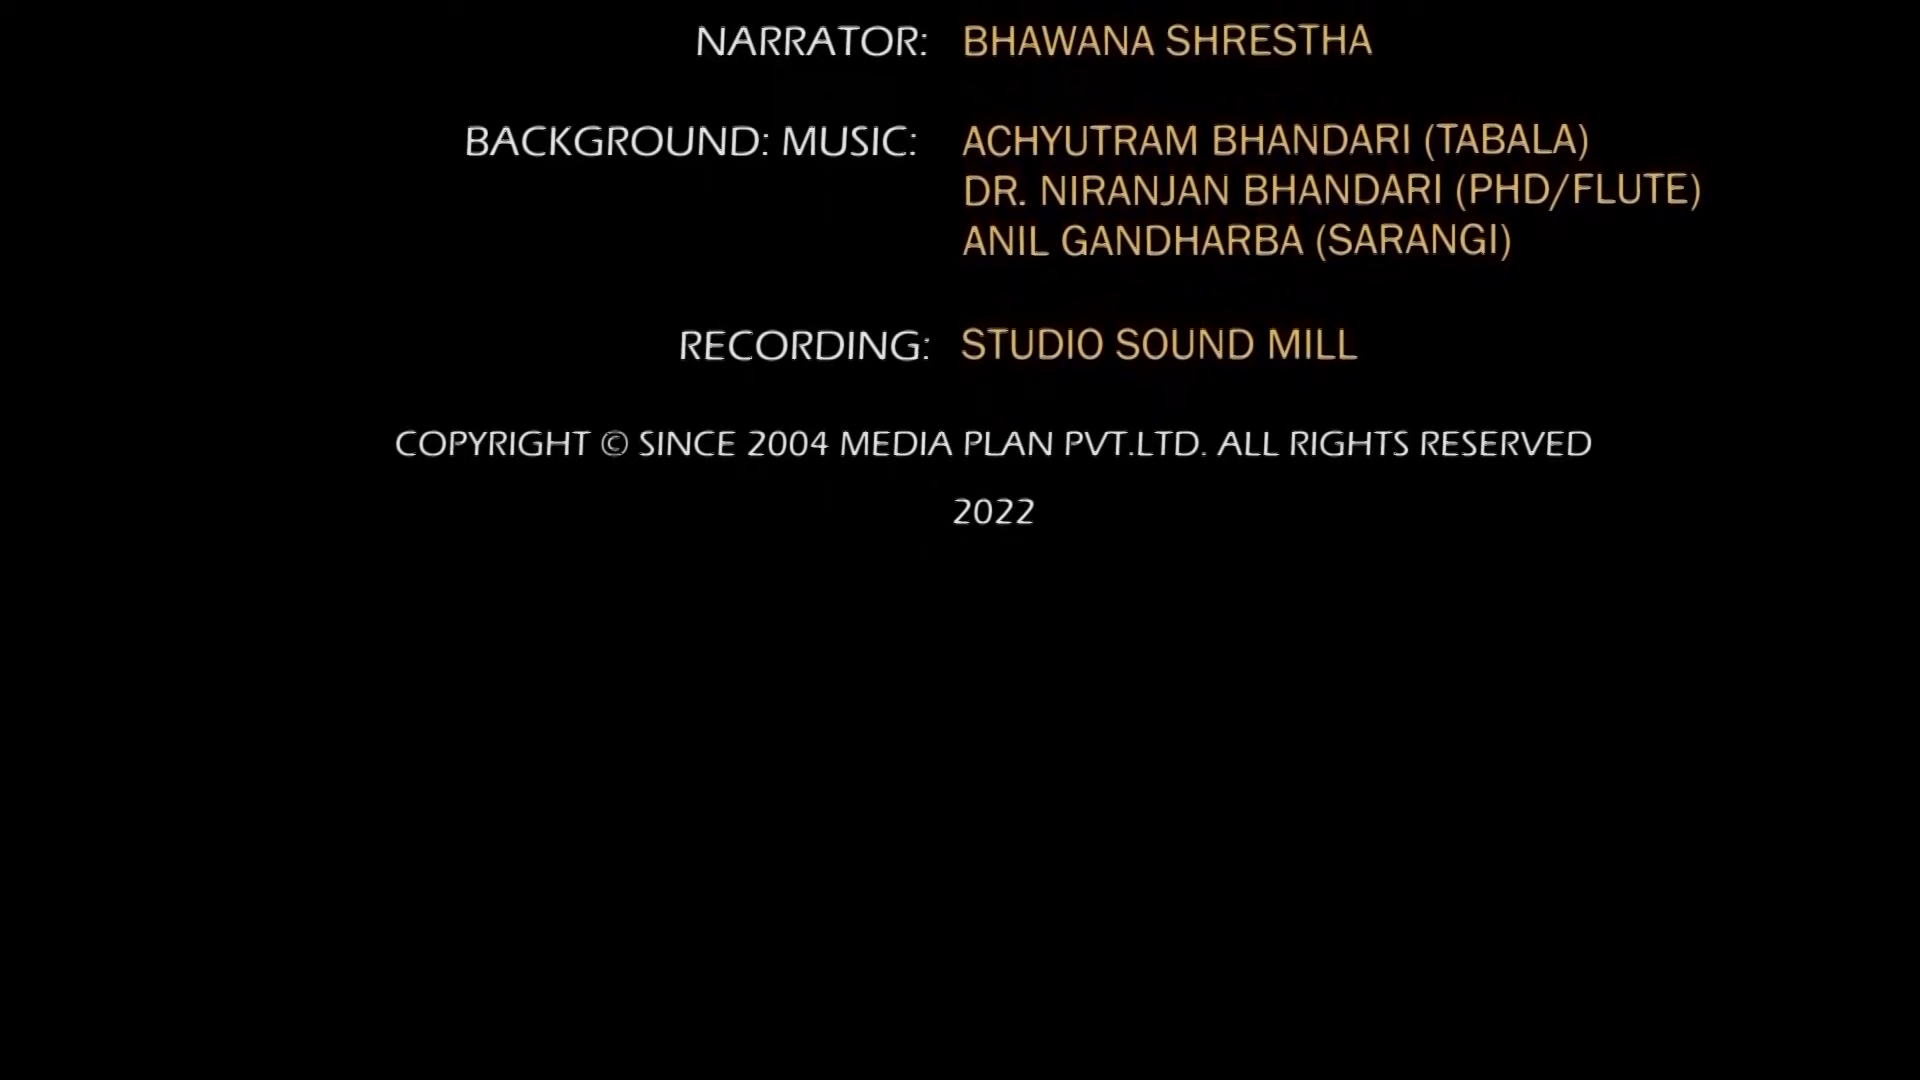 NARRATOR: BHAWANA SHRESTHA
BACKGROUND: MUSIC: ACHYUTRAM BHANDARI (TABALA)
DR. NIRANJAN BHANDARI (PHD/FLUTE)
ANIL GANDHARBA (SARANGI)
RECORDING: STUDIO SOUND MILL
COPYRIGHT © SINCE 2004 MEDIA PLAN PVT.LTD. ALL RIGHTS RESERVED
2022